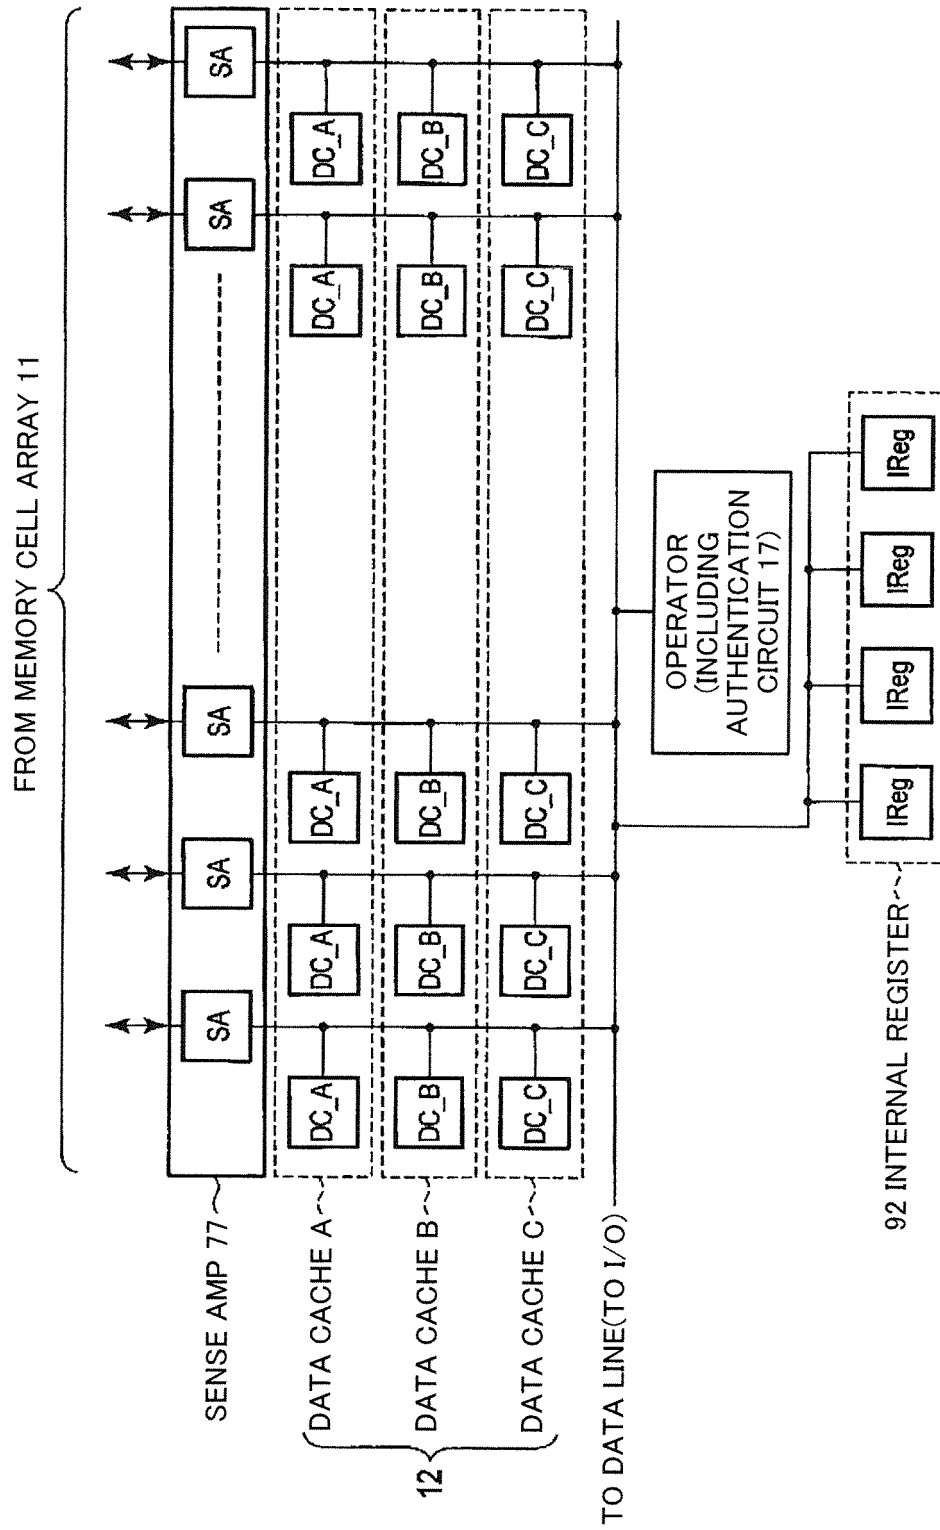 FROM MEMORY CELL ARRAY 11
SENSE AMP 77
SA SA SA SA SA
DATA CACHE A
DC_A DC_A DC_A DC_A DC_A
12
DATA CACHE B
DC_B DC_B DC_B DC_B DC_B
DATA CACHE C
DC_C DC_C DC_C DC_C DC_C
TO DATA LINE(TO I/O)
OPERATOR
(INCLUDING
AUTHENTICATION
CIRCUIT 17)
92 INTERNAL REGISTER
IReg IReg IReg IReg